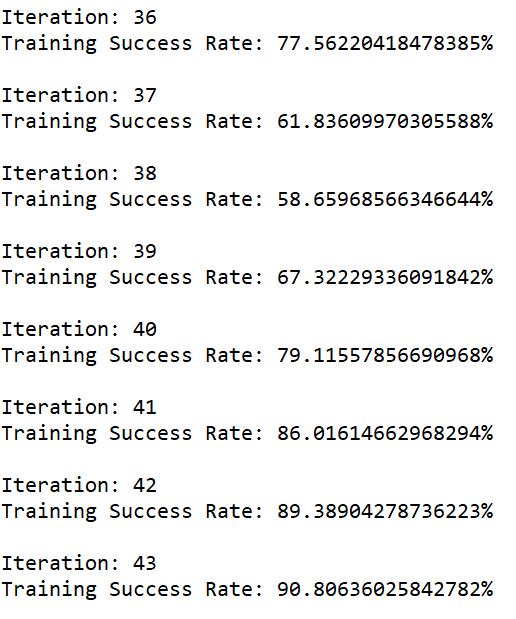 Iteration: 36
Training Success Rate: 77.56220418478385%
Iteration: 37
Training Success Rate: 61.83609970305588%
Iteration: 38
Training Success Rate: 58.65968566346644%
Iteration: 39
Training Success Rate: 67.32229336091842%
Iteration: 40
Training Success Rate: 79.11557856690968%
Iteration: 41
Training Success Rate: 86.01614662968294%
Iteration: 42
Training Success Rate: 89.38904278736223%
Iteration: 43
Training Success Rate: 90.80636025842782%